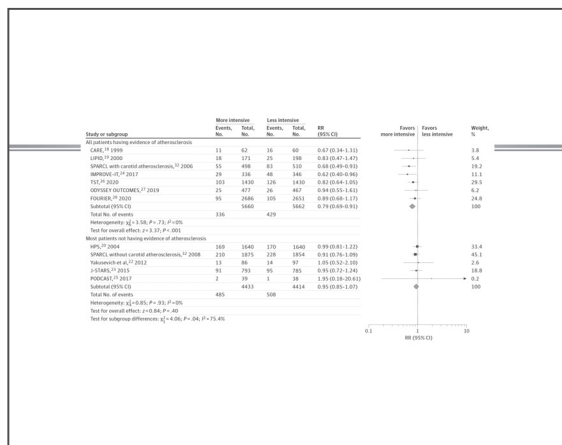 More intensive Less intensive
Study or subgroup Events, No. Total, No. Events, No. Total, No. RR (95% CI) Favors more intensive Favors less intensive Weight, %
All patients having evidence of atherosclerosis
CARE,18 1999 11 62 16 60 0.67 (0.34-1.31) 3.8
LIPID,19 2000 18 171 25 198 0.83 (0.47-1.47) 5.4
SPARCL with carotid atherosclerosis,32 2006 55 498 83 510 0.68 (0.49-0.93) 19.2
IMPROVE-IT,24 2017 29 336 48 346 0.62 (0.40-0.96) 11.1
TST,16 2020 103 1430 126 1430 0.82 (0.64-1.05) 29.5
ODYSSEY OUTCOMES,27 2019 25 477 26 467 0.94 (0.55-1.61) 6.2
FOURIER,28 2020 95 2686 105 2651 0.89 (0.68-1.17) 24.8
Subtotal (95% CI) 5660 5662 0.79 (0.69-0.91) 100
Total No. of events 336 429
Heterogeneity: χ²6 = 3.58; P = .73; I² = 0%
Test for overall effect: z = 3.37; P < .001
Most patients not having evidence of atherosclerosis
HPS,20 2004 169 1640 170 1640 0.99 (0.81-1.22) 33.4
SPARCL without carotid atherosclerosis,32 2008 210 1875 228 1854 0.91 (0.76-1.09) 45.1
Yakusevich et al,22 2012 13 86 14 97 1.05 (0.52-2.10) 2.6
J-STARS,23 2015 91 793 95 785 0.95 (0.72-1.24) 18.8
PODCAST,25 2017 2 39 1 38 1.95 (0.18-20.61) 0.2
Subtotal (95% CI) 4433 4414 0.95 (0.83-1.07) 100
Total No. of events 485 508
Heterogeneity: χ²4 = 0.85; P = .93; I² = 0%
Test for overall effect: z = 0.84; P = .40
Test for subgroup differences: χ²1 = 4.06; P = .04; I² = 75.4%
0.1 1 10
RR (95% CI)